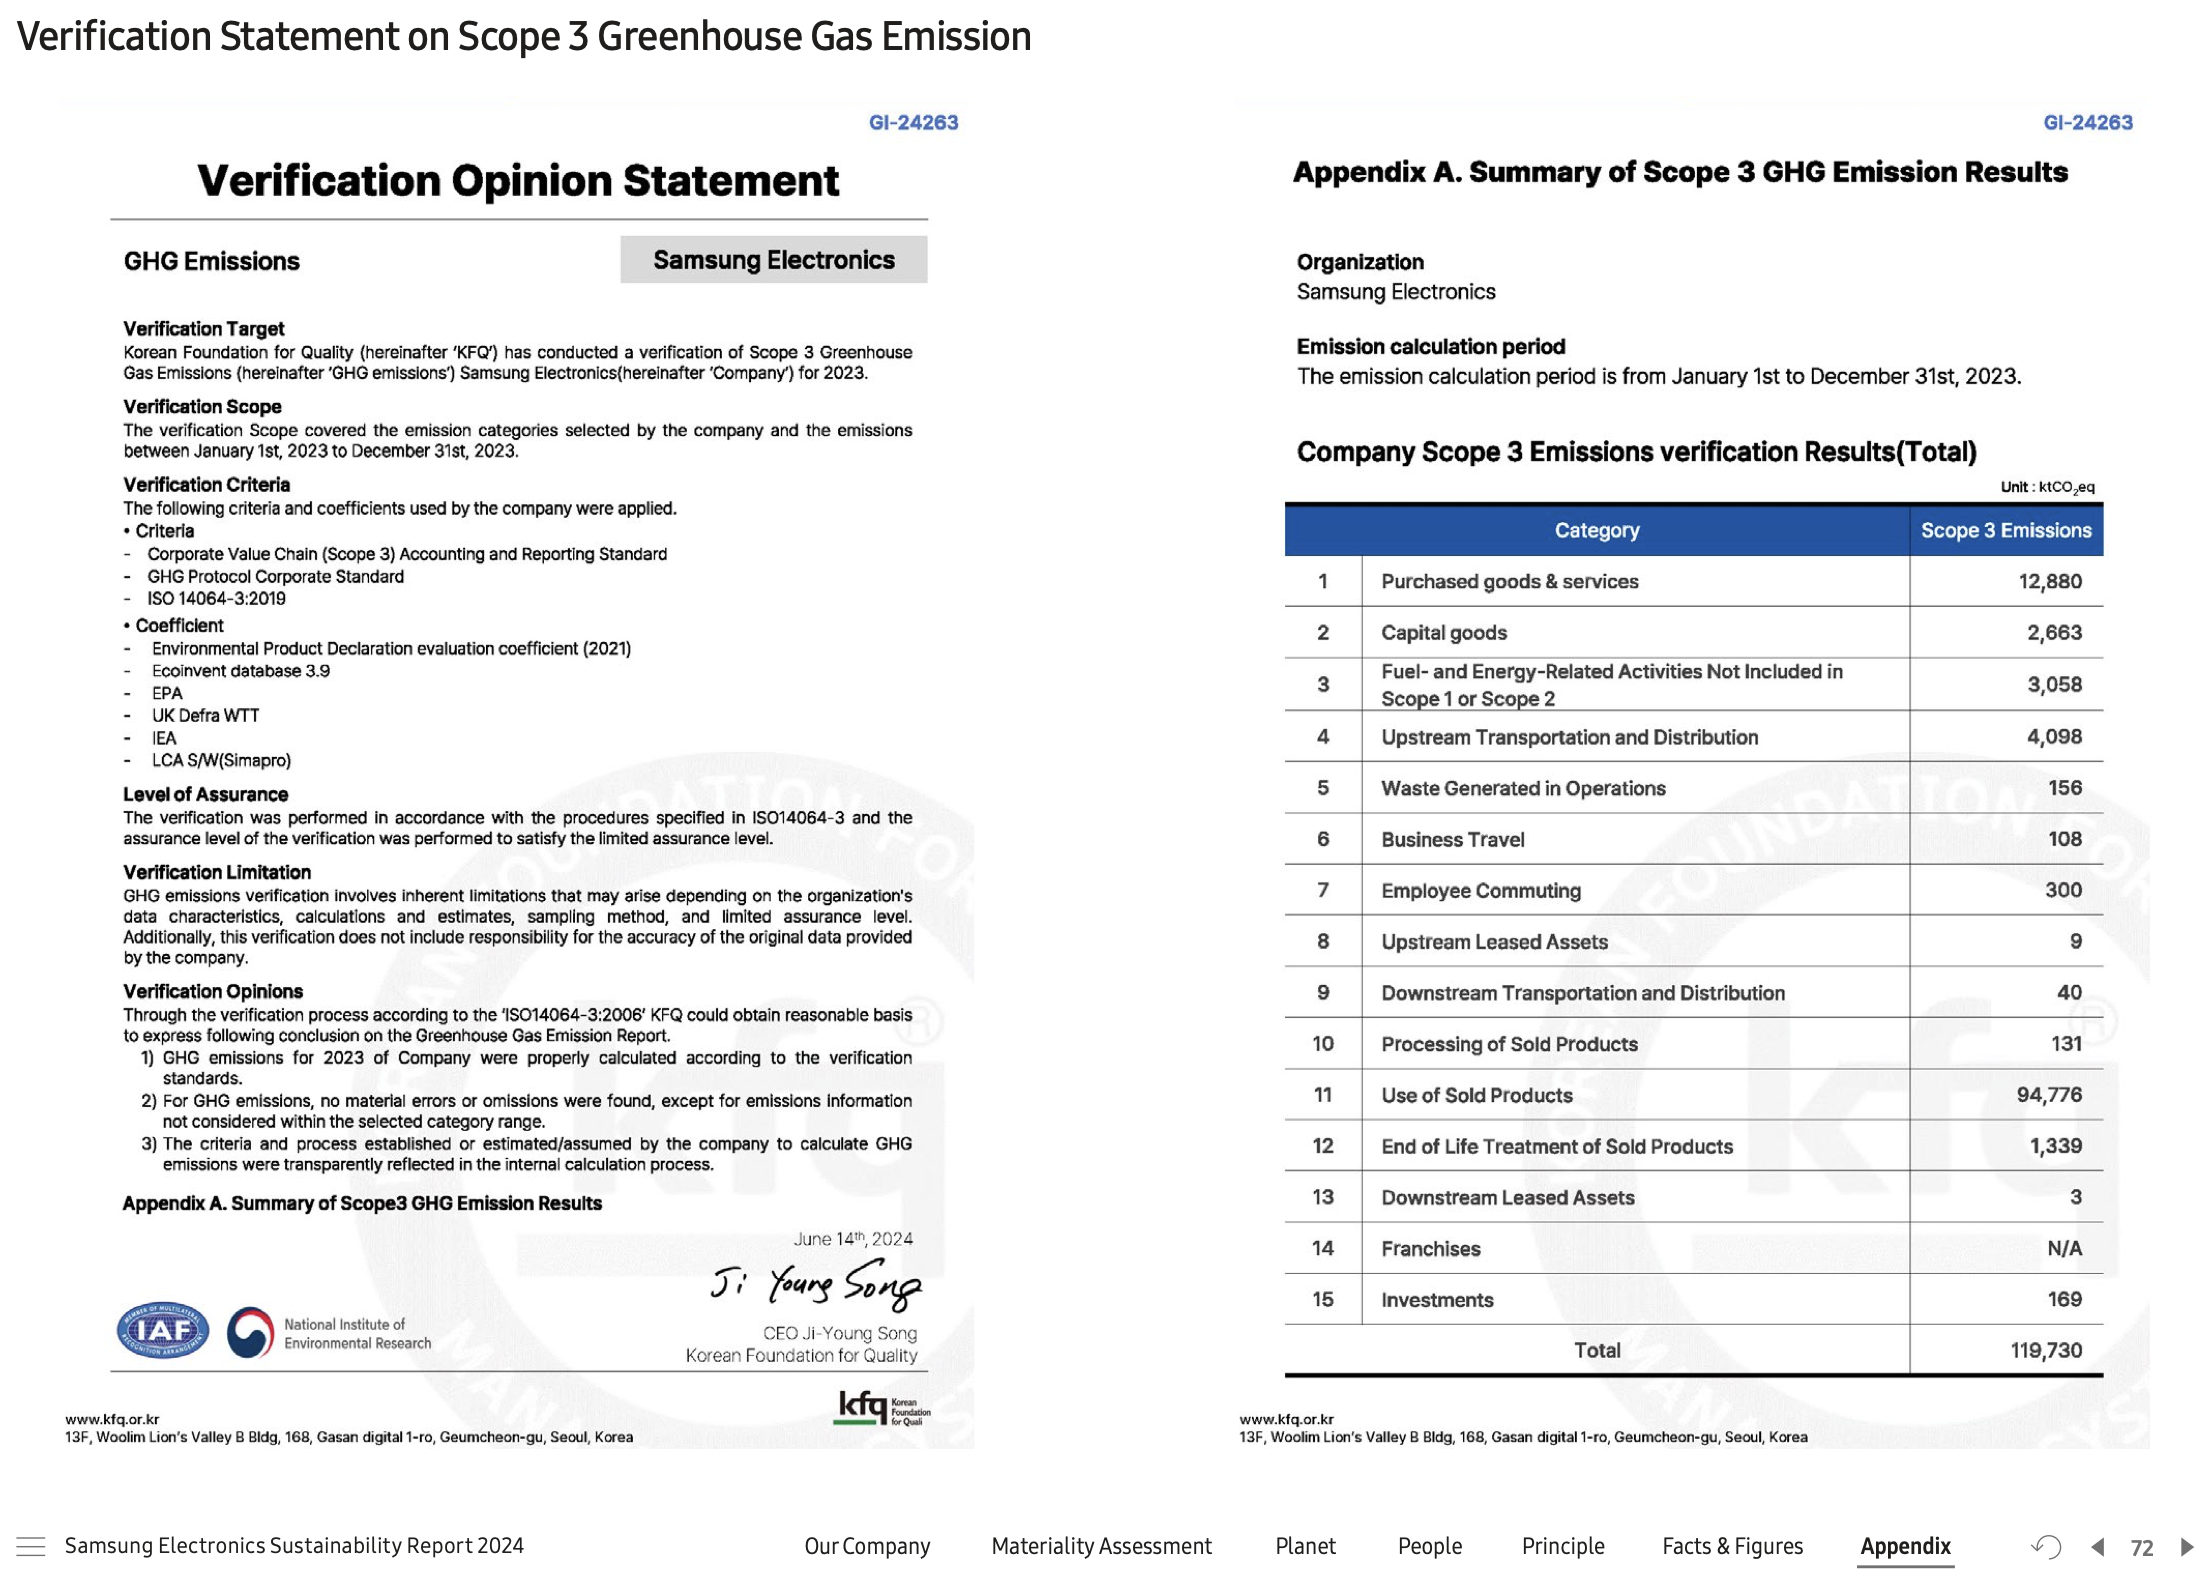 Verification Statement on Scope 3 Greenhouse Gas Emission
GI-24263
Verification Opinion Statement
GHG Emissions
Samsung Electronics
Verification Target
Korean Foundation for Quality (hereinafter 'KFQ') has conducted a verification of Scope 3 Greenhouse
Gas Emissions (hereinafter 'GHG emissions') Samsung Electronics(hereinafter 'Company') for 2023.
Verification Scope
The verification Scope covered the emission categories selected by the company and the emissions
between January 1st, 2023 to December 31st, 2023.
Verification Criteria
The following criteria and coefficients used by the company were applied.
• Criteria
- Corporate Value Chain (Scope 3) Accounting and Reporting Standard
- GHG Protocol Corporate Standard
- ISO 14064-3:2019
• Coefficient
- Environmental Product Declaration evaluation coefficient (2021)
- Ecoinvent database 3.9
- EPA
- UK Defra WTT
- IEA
- LCA S/W(Simapro)
Level of Assurance
The verification was performed in accordance with the procedures specified in ISO14064-3 and the
assurance level of the verification was performed to satisfy the limited assurance level.
Verification Limitation
GHG emissions verification involves inherent limitations that may arise depending on the organization's
data characteristics, calculations and estimates, sampling method, and limited assurance level.
Additionally, this verification does not include responsibility for the accuracy of the original data provided
by the company.
Verification Opinions
Through the verification process according to the 'ISO14064-3:2006' KFQ could obtain reasonable basis
to express following conclusion on the Greenhouse Gas Emission Report.
1) GHG emissions for 2023 of Company were properly calculated according to the verification
standards.
2) For GHG emissions, no material errors or omissions were found, except for emissions information
not considered within the selected category range.
3) The criteria and process established or estimated/assumed by the company to calculate GHG
emissions were transparently reflected in the internal calculation process.
Appendix A. Summary of Scope3 GHG Emission Results
June 14th, 2024
Ji Young Song
CEO Ji-Young Song
Korean Foundation for Quality
MEMBER OF MULTILATERAL
IAF
RECOGNITION ARRANGEMENT
National Institute of
Environmental Research
kfq Korean
Foundation
for Quali
www.kfq.or.kr
13F, Woolim Lion's Valley B Bldg, 168, Gasan digital 1-ro, Geumcheon-gu, Seoul, Korea
GI-24263
Appendix A. Summary of Scope 3 GHG Emission Results
Organization
Samsung Electronics
Emission calculation period
The emission calculation period is from January 1st to December 31st, 2023.
Company Scope 3 Emissions verification Results(Total)
Unit : ktCO₂eq
Category Scope 3 Emissions
1 Purchased goods & services 12,880
2 Capital goods 2,663
3 Fuel- and Energy-Related Activities Not Included in
Scope 1 or Scope 2 3,058
4 Upstream Transportation and Distribution 4,098
5 Waste Generated in Operations 156
6 Business Travel 108
7 Employee Commuting 300
8 Upstream Leased Assets 9
9 Downstream Transportation and Distribution 40
10 Processing of Sold Products 131
11 Use of Sold Products 94,776
12 End of Life Treatment of Sold Products 1,339
13 Downstream Leased Assets 3
14 Franchises N/A
15 Investments 169
Total 119,730
www.kfq.or.kr
13F, Woolim Lion's Valley B Bldg, 168, Gasan digital 1-ro, Geumcheon-gu, Seoul, Korea
Samsung Electronics Sustainability Report 2024
Our Company Materiality Assessment Planet People Principle Facts & Figures Appendix 72